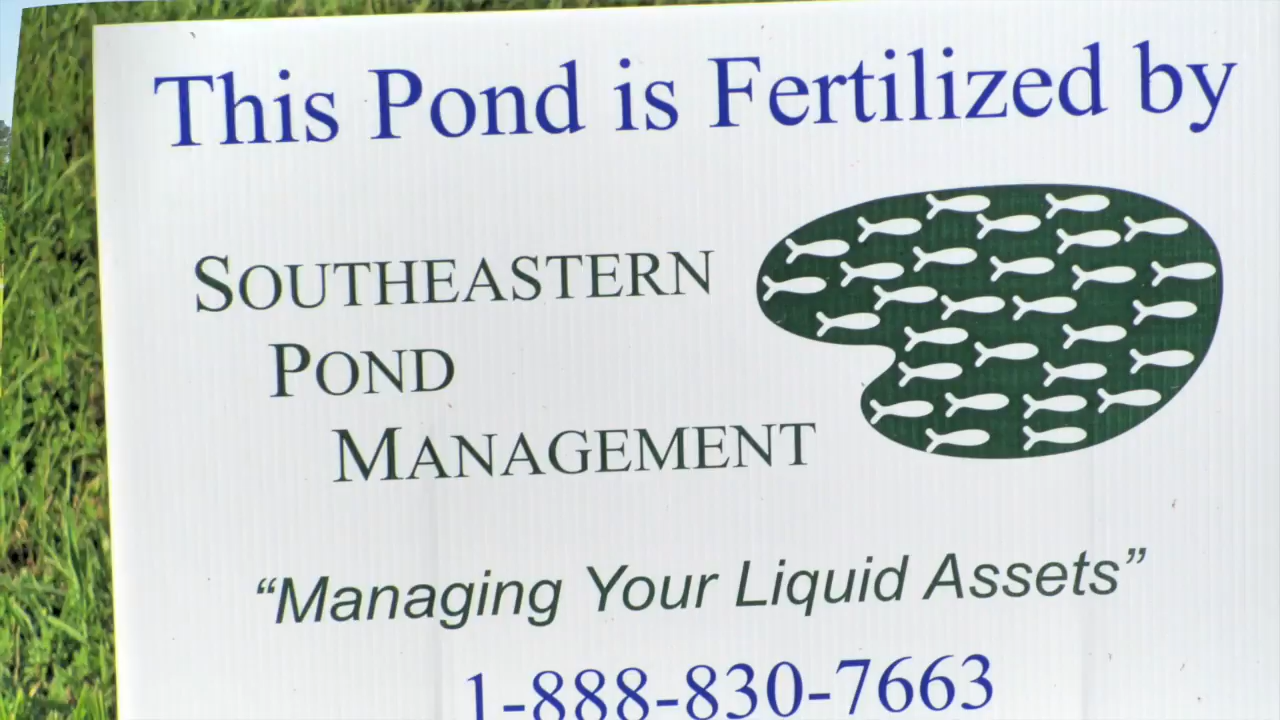 This Pond is Fertilized by
SOUTHEASTERN
POND
MANAGEMENT
“Managing Your Liquid Assets”
1-888-830-7663